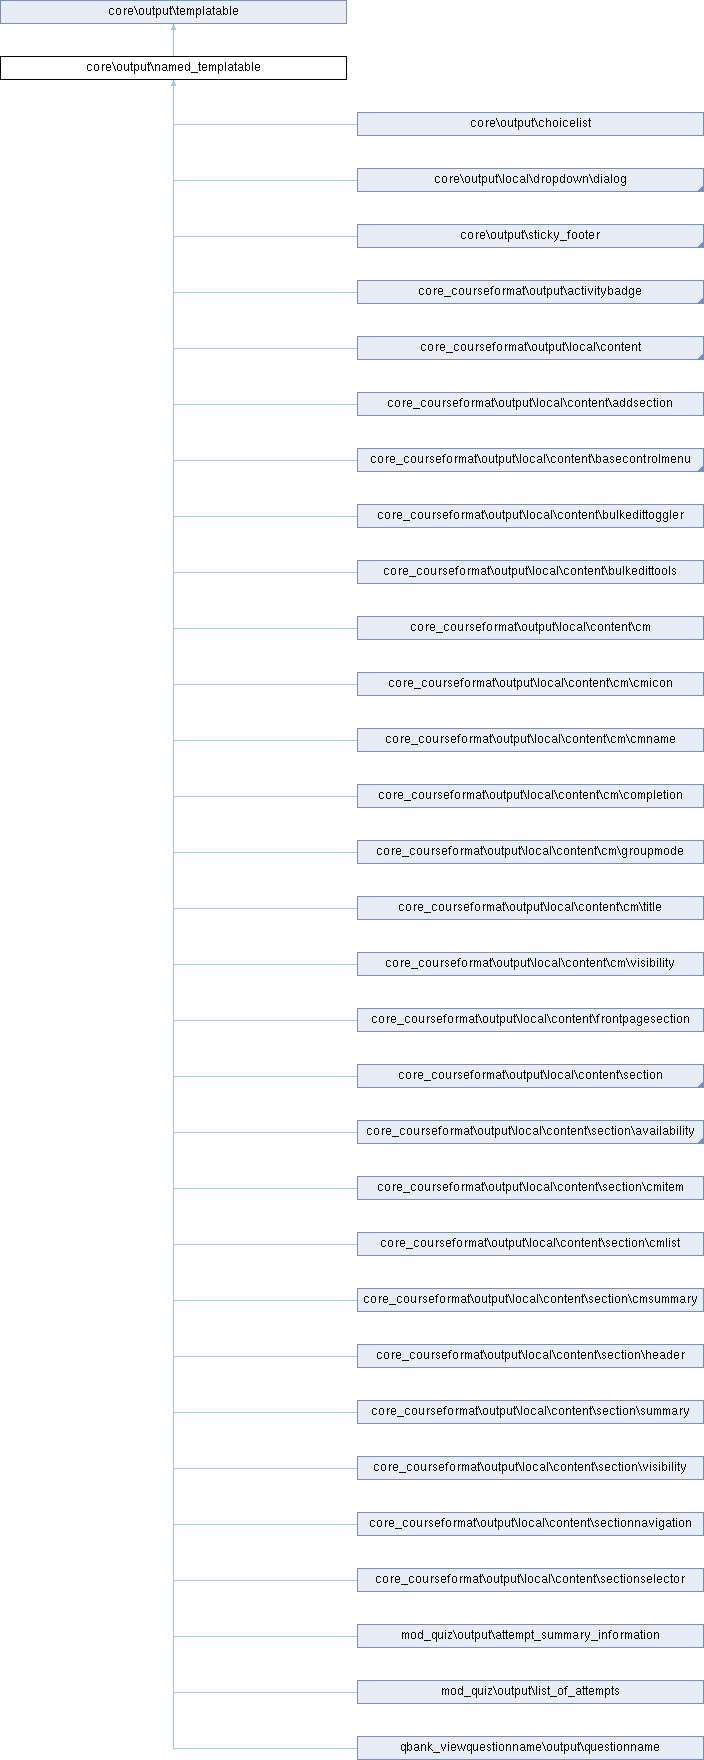 core\output\templatable
core\output\named_templatable
core\output\choicelist
core\output\local\dropdown\dialog
core\output\sticky_footer
core_courseformat\output\activitybadge
core_courseformat\output\local\content
core_courseformat\output\local\content\addsection
core_courseformat\output\local\content\basecontrolmenu
core_courseformat\output\local\content\bulkedittoggler
core_courseformat\output\local\content\bulkedittools
core_courseformat\output\local\content\cm
core_courseformat\output\local\content\cm\cmicon
core_courseformat\output\local\content\cm\cmname
core_courseformat\output\local\content\cm\completion
core_courseformat\output\local\content\cm\groupmode
core_courseformat\output\local\content\cm\title
core_courseformat\output\local\content\cm\visibility
core_courseformat\output\local\content\frontpagesection
core_courseformat\output\local\content\section
core_courseformat\output\local\content\section\availability
core_courseformat\output\local\content\section\cmitem
core_courseformat\output\local\content\section\cmlist
core_courseformat\output\local\content\section\cmsummary
core_courseformat\output\local\content\section\header
core_courseformat\output\local\content\section\summary
core_courseformat\output\local\content\section\visibility
core_courseformat\output\local\content\sectionnavigation
core_courseformat\output\local\content\sectionselector
mod_quiz\output\attempt_summary_information
mod_quiz\output\list_of_attempts
qbank_viewquestionname\output\questionname